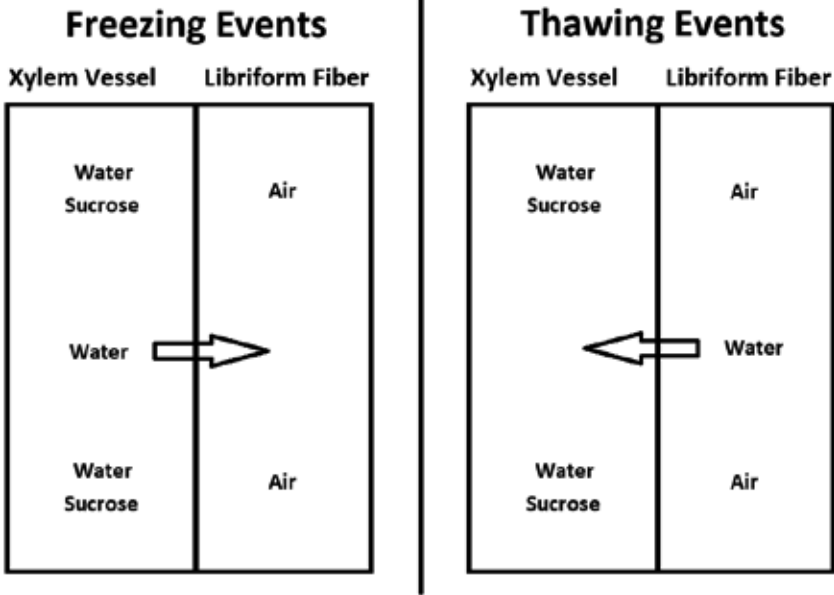 Freezing Events
Xylem Vessel Libriform Fiber
Water
Sucrose
Air
Water
Water
Sucrose
Air
Thawing Events
Xylem Vessel Libriform Fiber
Water
Sucrose
Air
Water
Water
Sucrose
Air